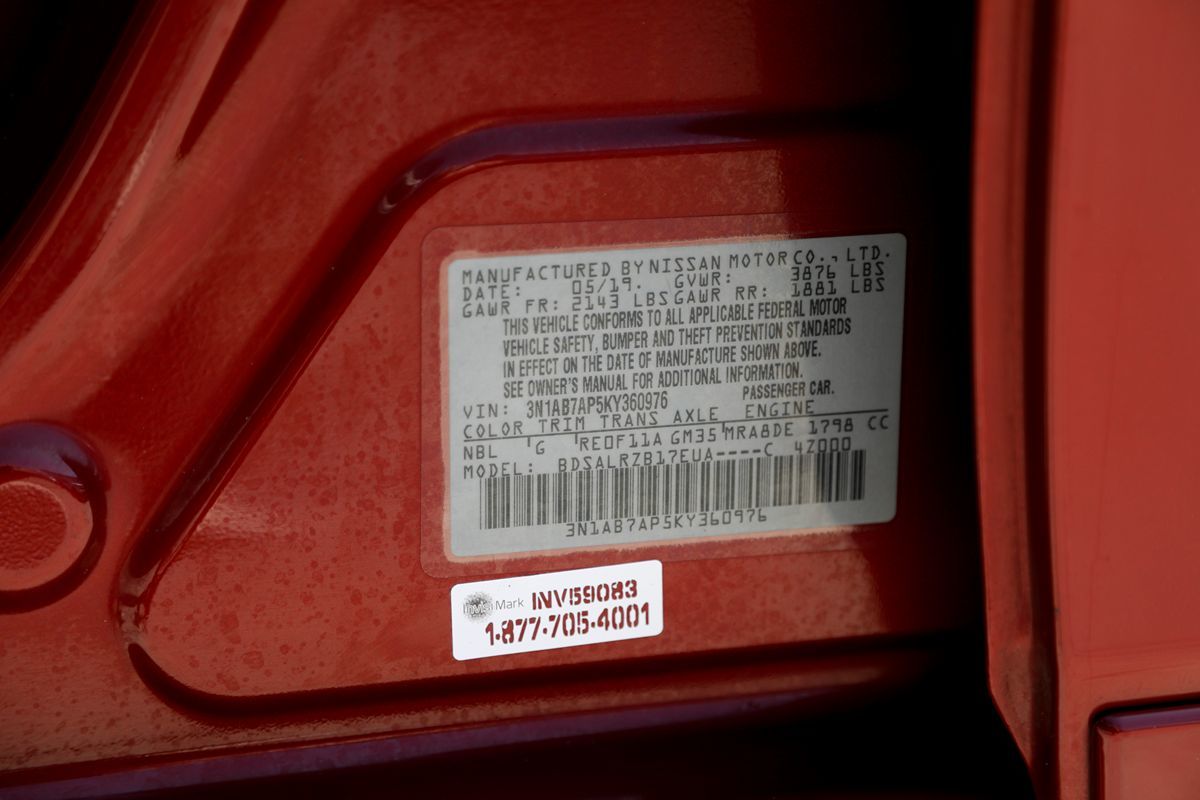 MANUFACTURED BY NISSAN MOTOR CO., LTD.
DATE: 05/19. GVWR: 3876 LBS
GAWR FR: 2143 LBS GAWR RR: 1881 LBS
THIS VEHICLE CONFORMS TO ALL APPLICABLE FEDERAL MOTOR
VEHICLE SAFETY, BUMPER AND THEFT PREVENTION STANDARDS
IN EFFECT ON THE DATE OF MANUFACTURE SHOWN ABOVE.
SEE OWNER'S MANUAL FOR ADDITIONAL INFORMATION.
VIN: 3N1AB7AP5KY360976 PASSENGER CAR.
COLOR TRIM TRANS AXLE ENGINE
NBL G RE0F11A GM35 MRA8DE 1798 CC
MODEL: BDSALRZB17EUA----C 4Z000
3N1AB7AP5KY360976
InvisiMark INV59083
1-877-705-4001